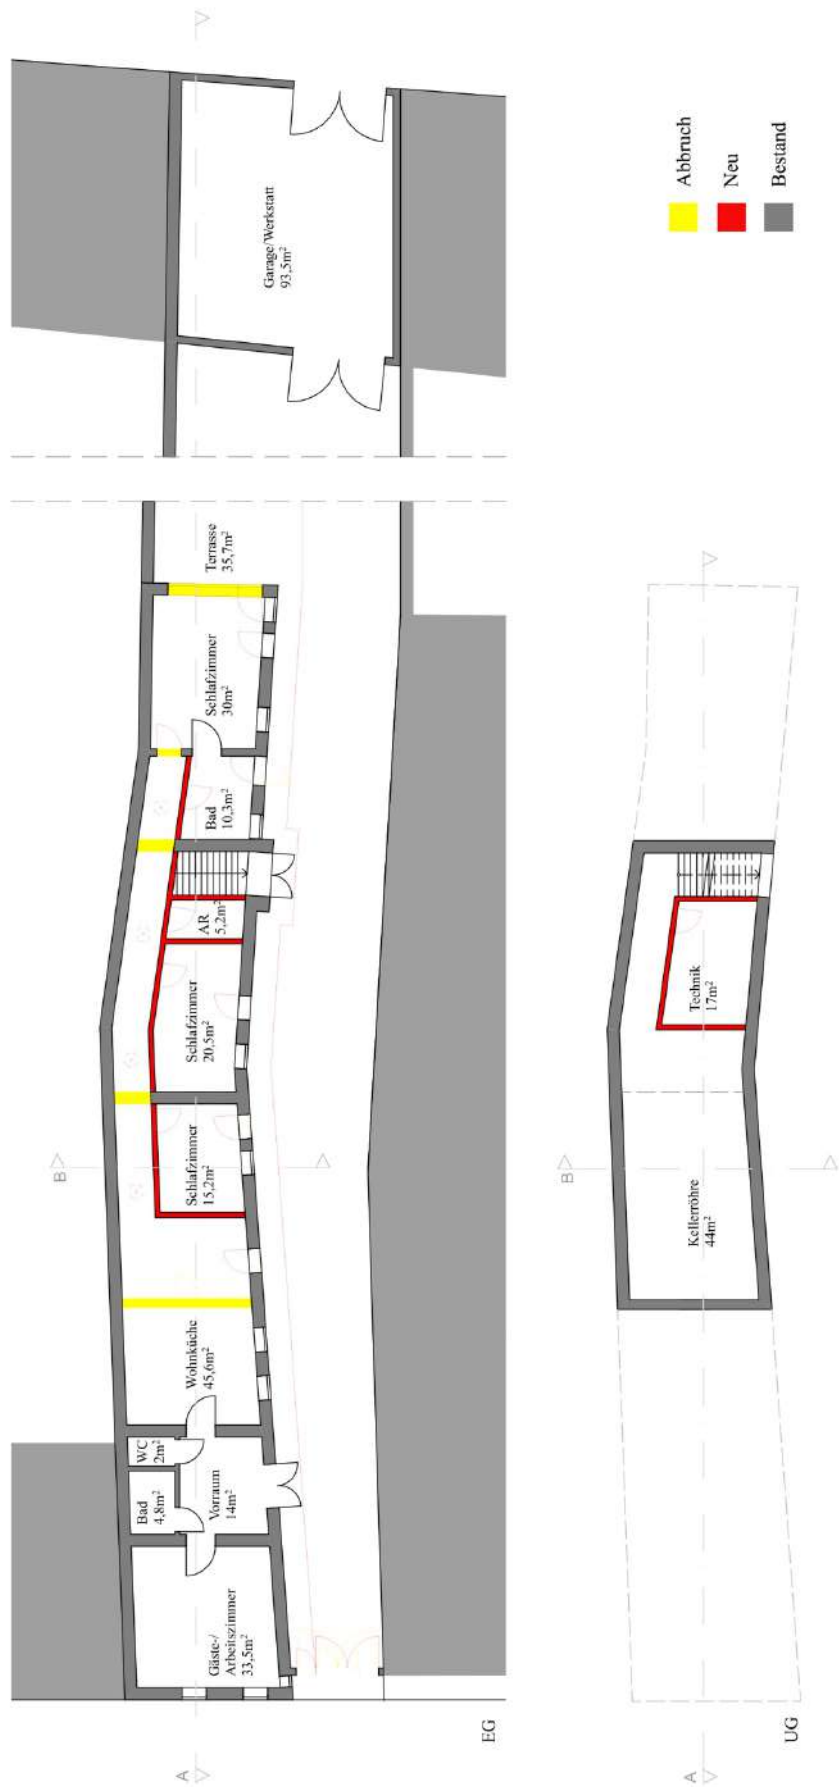 Gäste-/
Arbeitszimmer
33,5m²
Bad
4,8m²
WC
2m²
Vorraum
14m²
Wohnküche
45,6m²
Schlafzimmer
15,2m²
Schlafzimmer
20,5m²
AR
5,2m²
Bad
10,3m²
Schlafzimmer
30m²
Terrasse
35,7m²
Garage/Werkstatt
93,5m²
A
B
EG
Kellerröhre
44m²
Technik
17m²
A
B
UG
Abbruch
Neu
Bestand